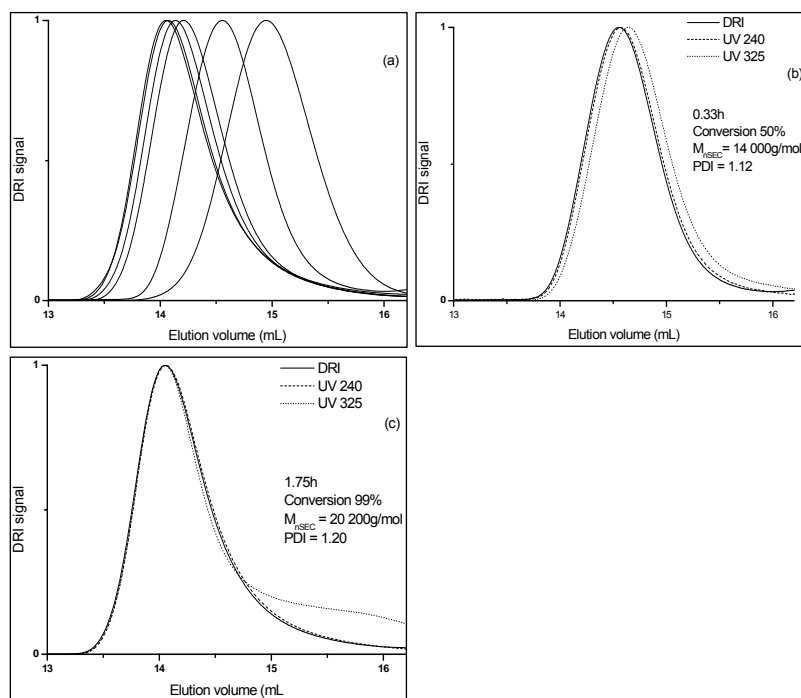 (a)
1
DRI signal
1
0
13
14
15
16
Elution volume (mL)
DRI
UV 240
UV 325
(b)
0.33h
Conversion 50%
MnSEC = 14 000g/mol
PDI = 1.12
1
DRI signal
1
0
13
14
15
16
Elution volume (mL)
DRI
UV 240
UV 325
(c)
1.75h
Conversion 99%
MnSEC = 20 200g/mol
PDI = 1.20
1
DRI signal
1
0
13
14
15
16
Elution volume (mL